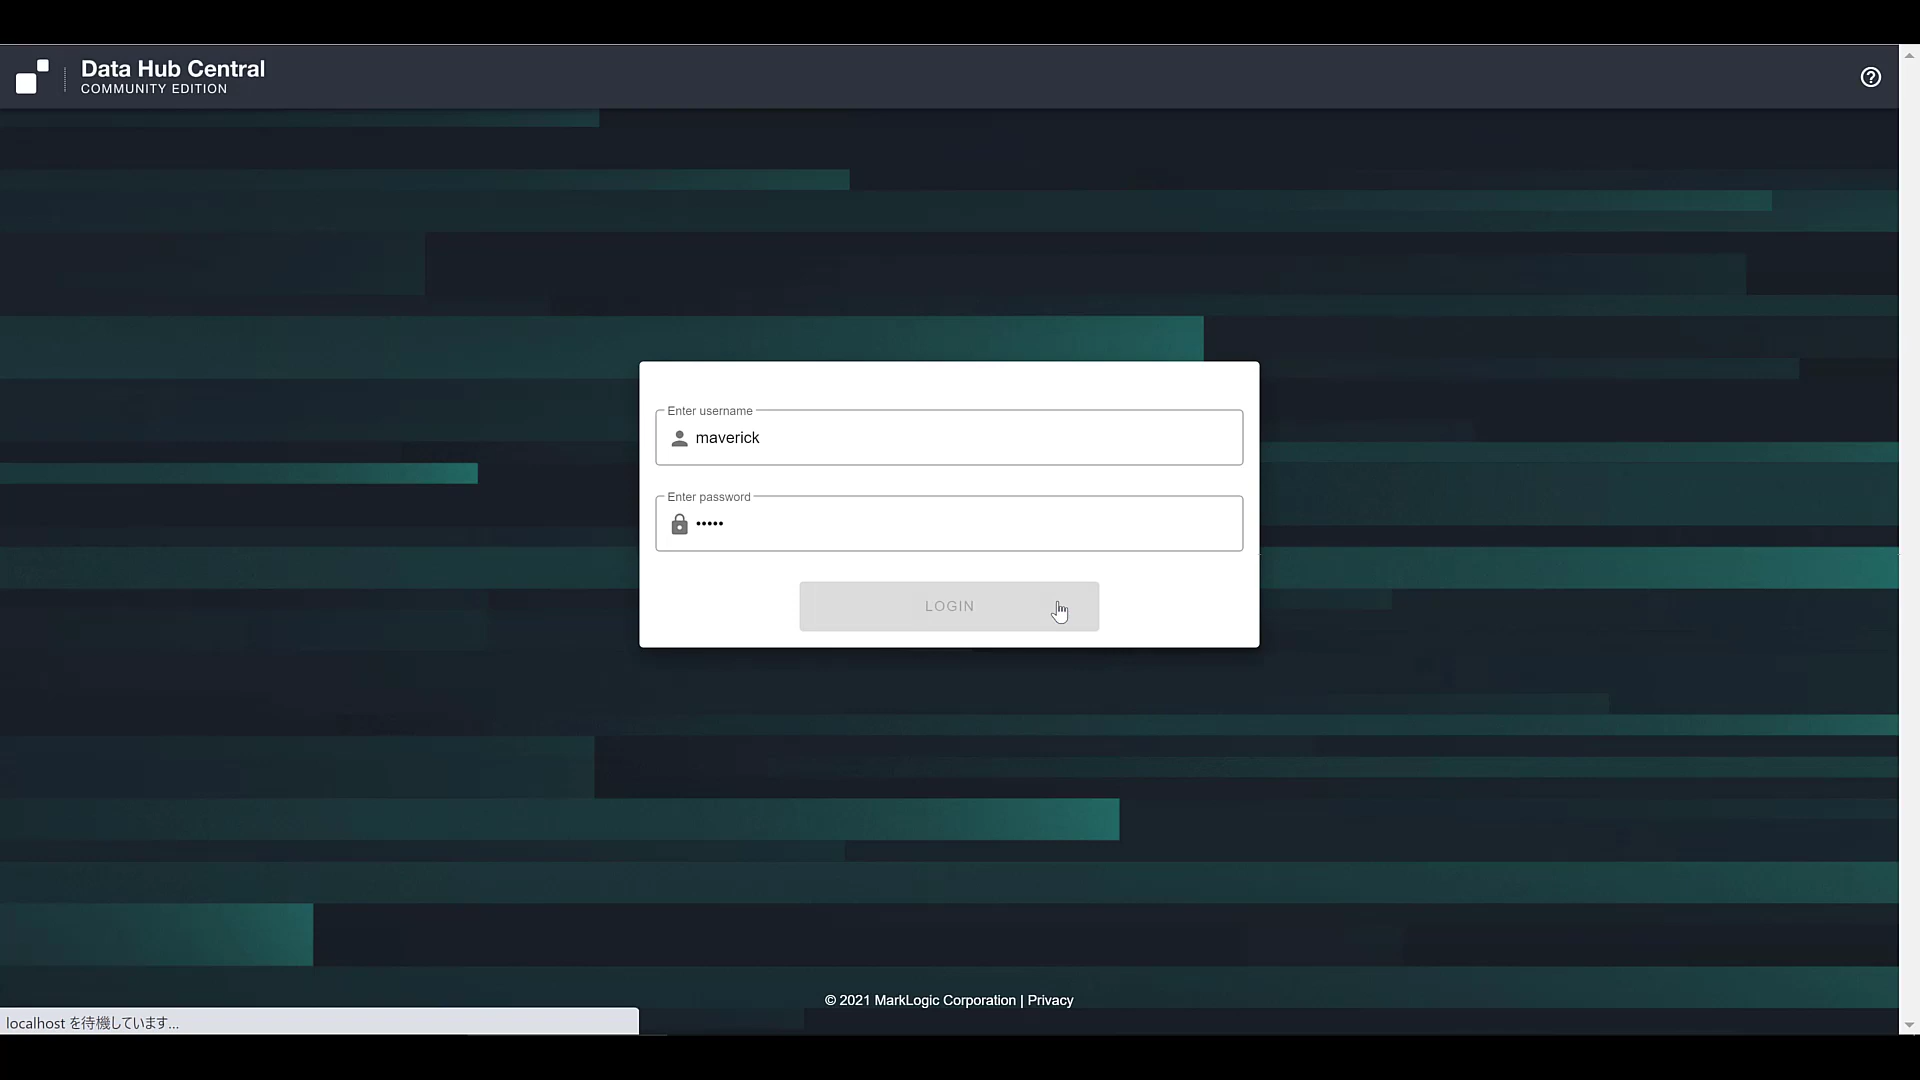 Data Hub Central
COMMUNITY EDITION
Enter username
maverick
Enter password
•••••
LOGIN
© 2021 MarkLogic Corporation | Privacy
localhost を待機しています...